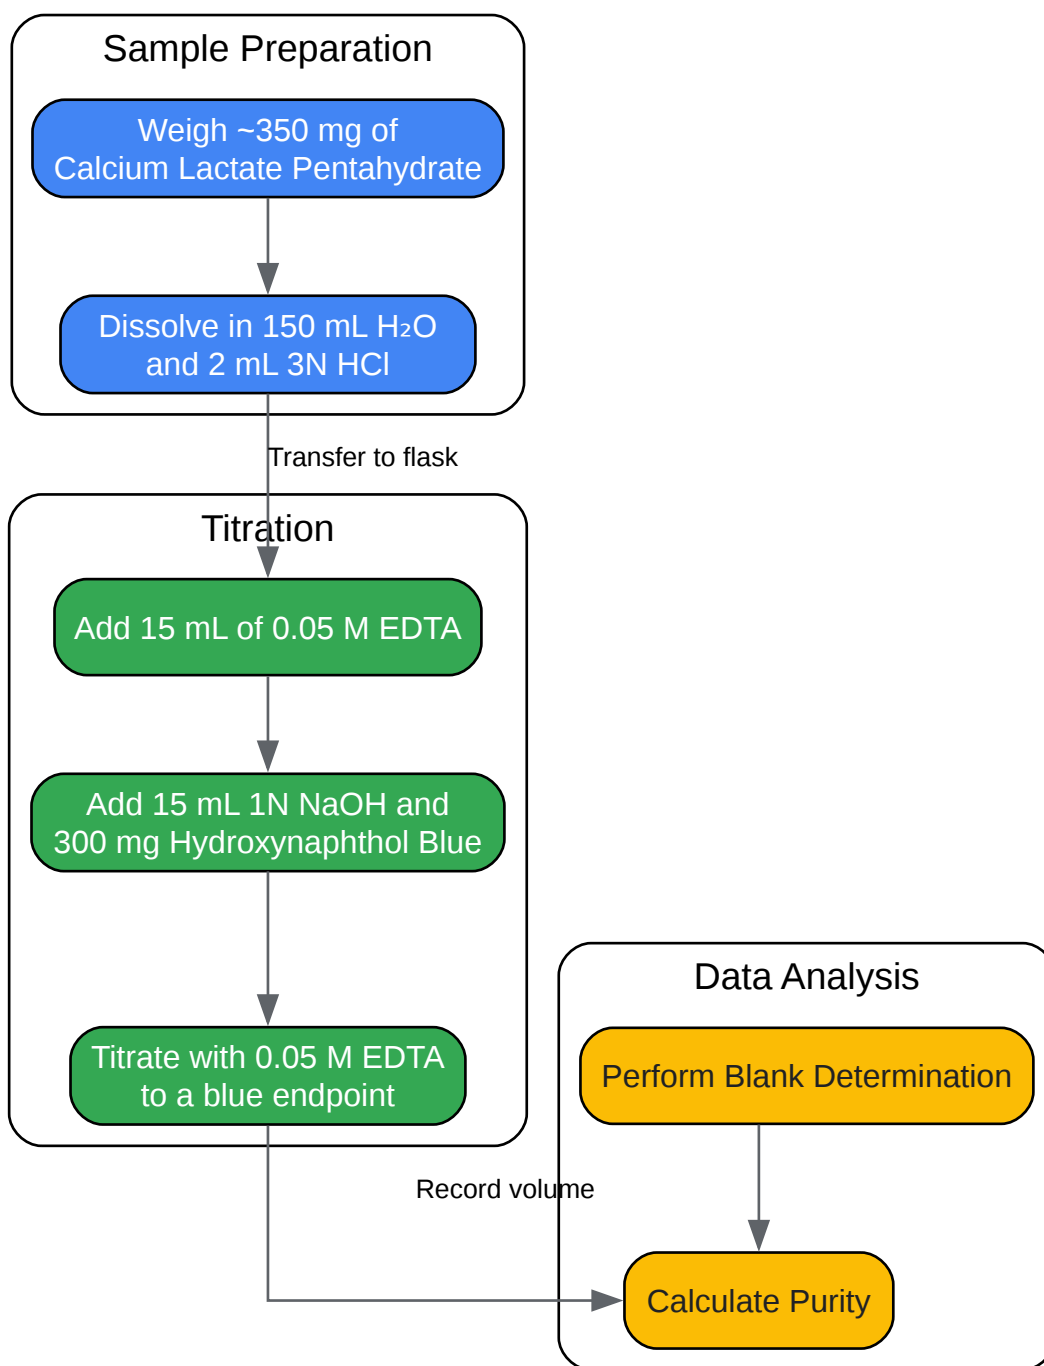 Sample Preparation
Weigh ~350 mg of
Calcium Lactate Pentahydrate
Dissolve in 150 mL H₂O
and 2 mL 3N HCl
Transfer to flask
Titration
Add 15 mL of 0.05 M EDTA
Add 15 mL 1N NaOH and
300 mg Hydroxynaphthol Blue
Titrate with 0.05 M EDTA
to a blue endpoint
Record volume
Data Analysis
Perform Blank Determination
Calculate Purity